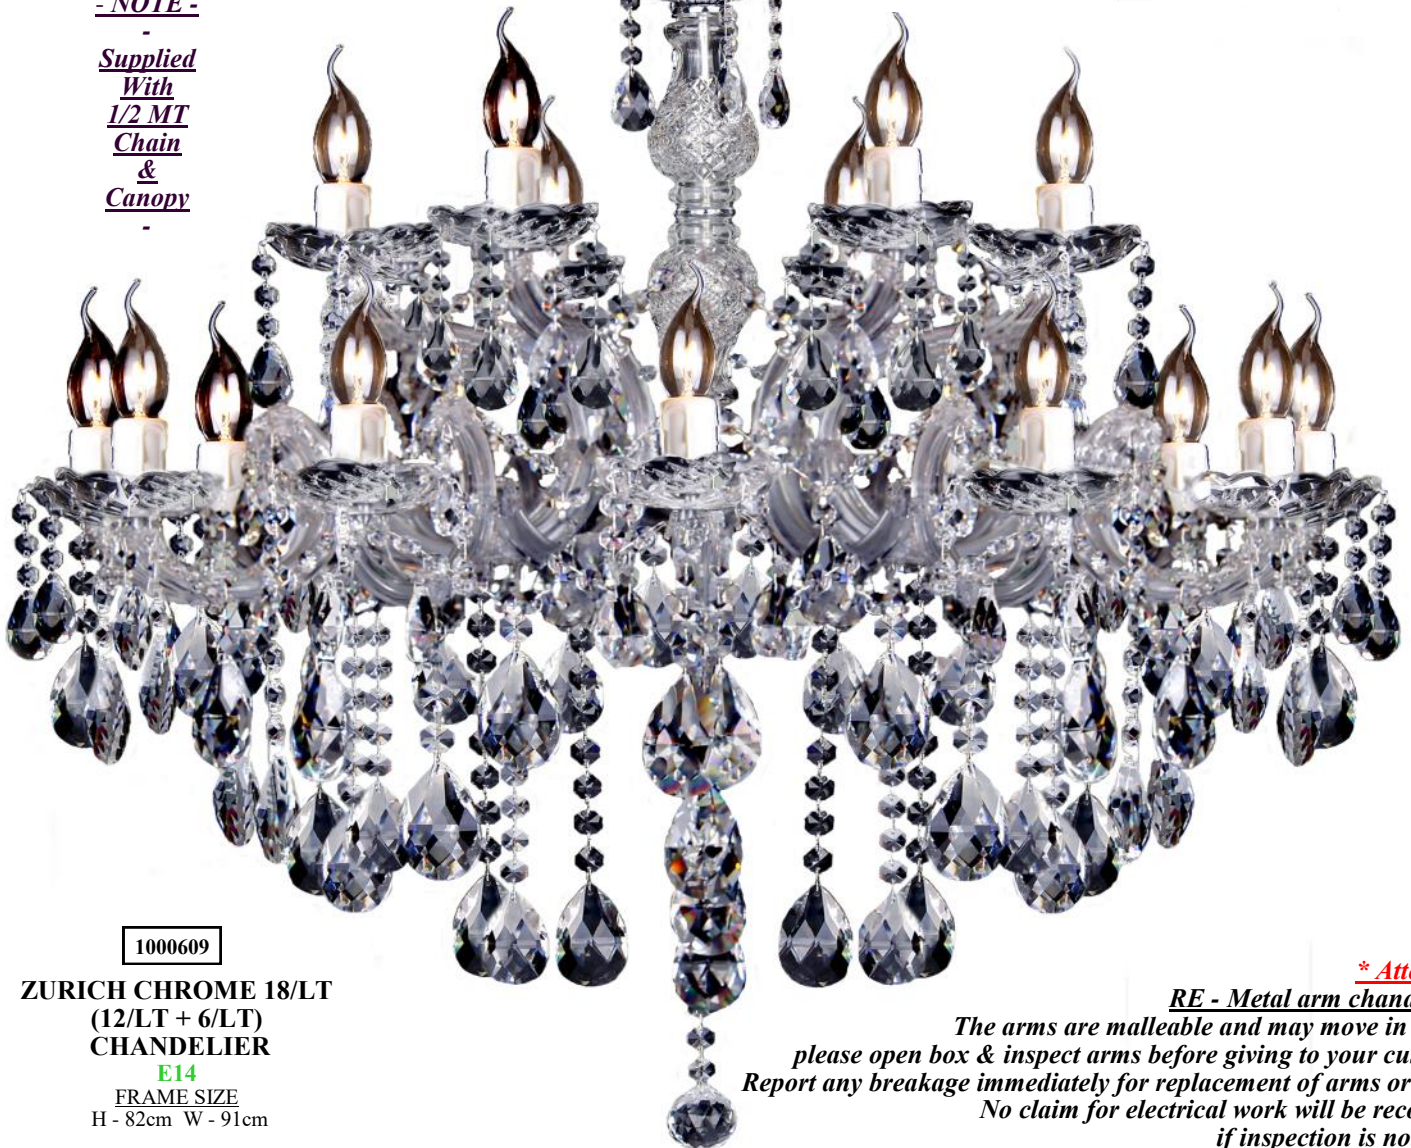 - NOTE -
-
Supplied
With
1/2 MT
Chain
&
Canopy
-
1000609
ZURICH CHROME 18/LT
(12/LT + 6/LT)
CHANDELIER
E14
FRAME SIZE
H - 82cm W - 91cm
*
RE - Metal arm
The arms are malleable and may move in
please open box & inspect arms before giving to your
Report any breakage immediately for replacement of arms or
No claim for electrical work will be
if inspection is